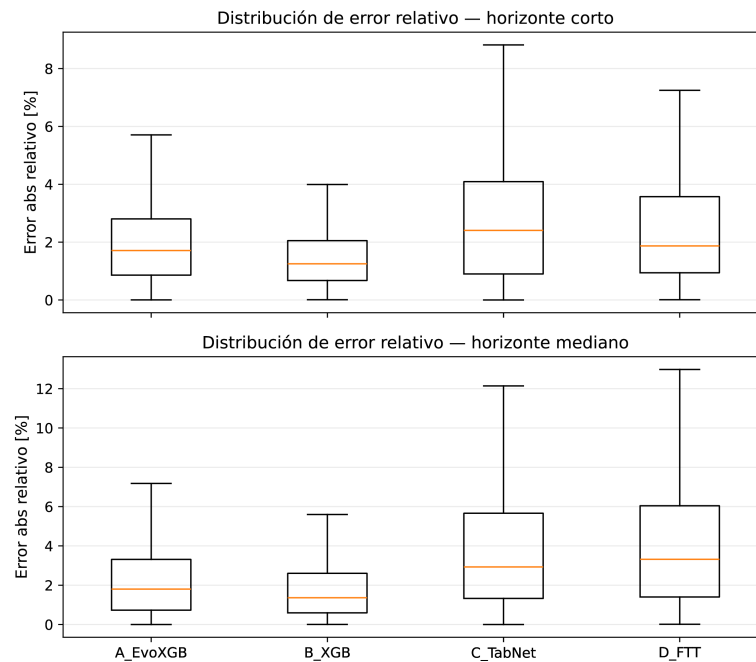 Distribución de error relativo — horizonte corto
Error abs relativo [%]
8
6
4
2
0
Distribución de error relativo — horizonte mediano
Error abs relativo [%]
12
10
8
6
4
2
0
A_EvoXGB B_XGB C_TabNet D_FTT